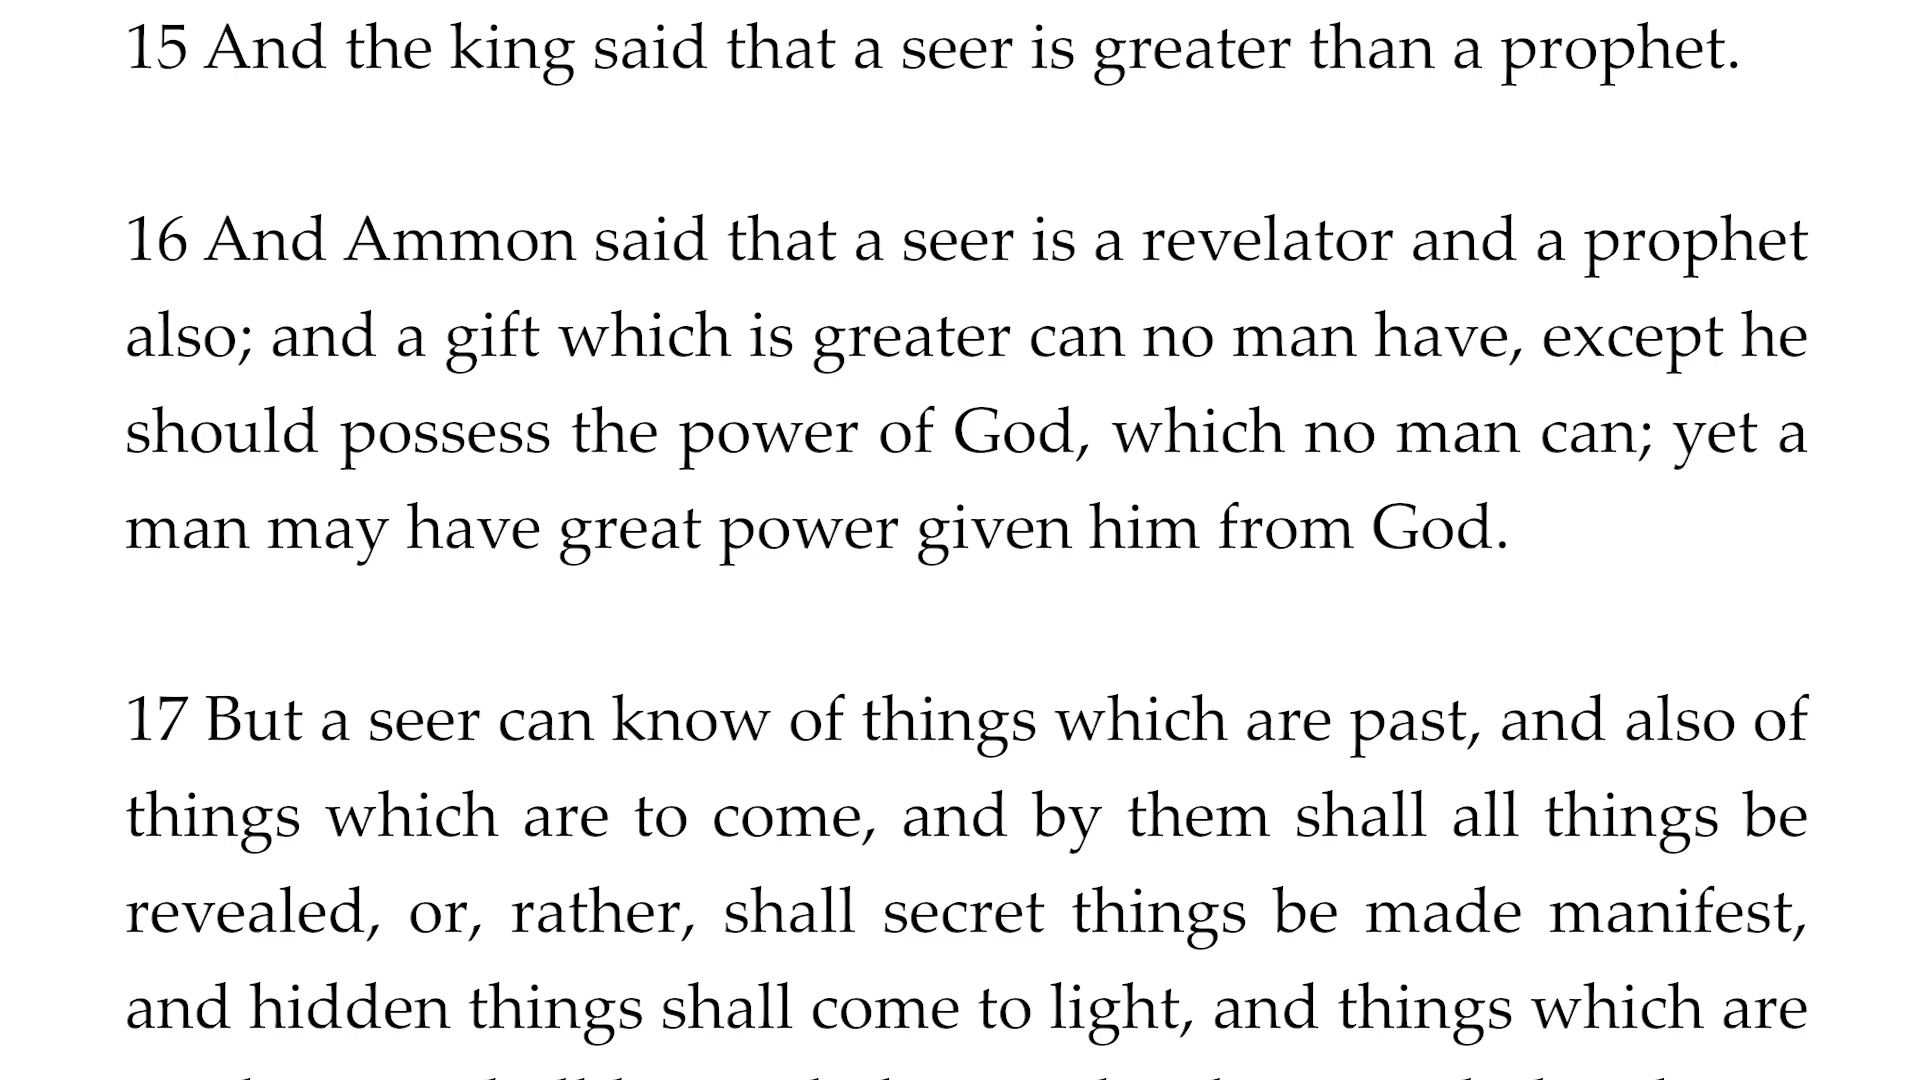 15 And the king said that a seer is greater than a prophet.
16 And Ammon said that a seer is a revelator and a prophet
also; and a gift which is greater can no man have, except he
should possess the power of God, which no man can; yet a
man may have great power given him from God.
17 But a seer can know of things which are past, and also of
things which are to come, and by them shall all things be
revealed, or, rather, shall secret things be made manifest,
and hidden things shall come to light, and things which are